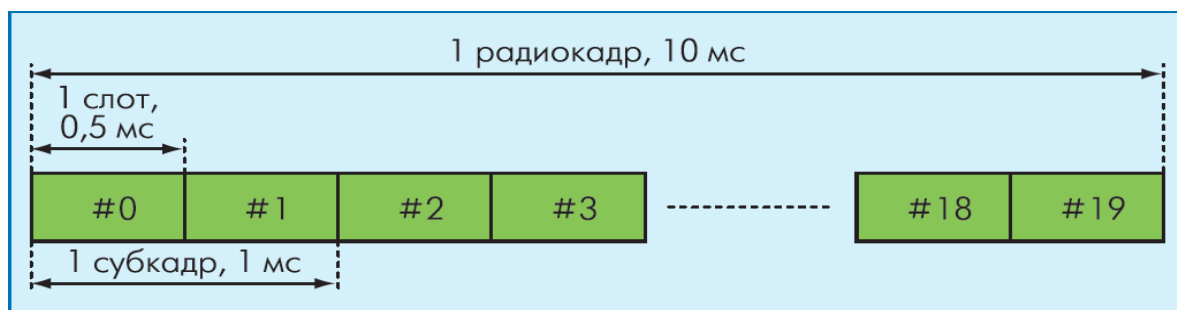 1 радиокадр, 10 мс
1 слот,
0,5 мс
#0 #1 #2 #3 #18 #19
1 субкадр, 1 мс